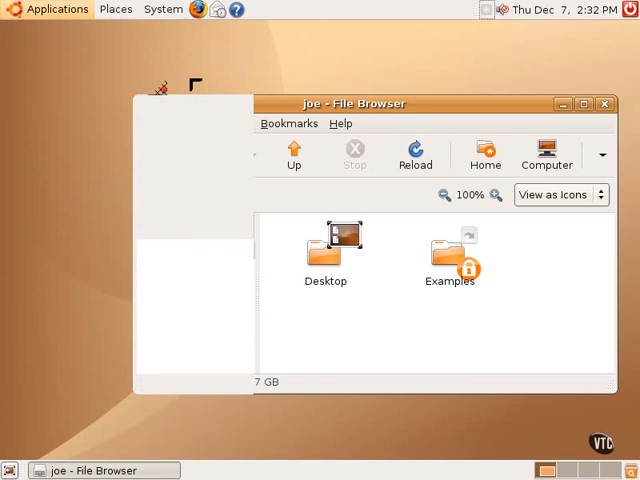 Applications Places System Thu Dec 7, 2:32 PM
joe - File Browser
Bookmarks Help
Up Stop Reload Home Computer
100% View as Icons
Desktop Examples
7 GB
VTC
joe - File Browser